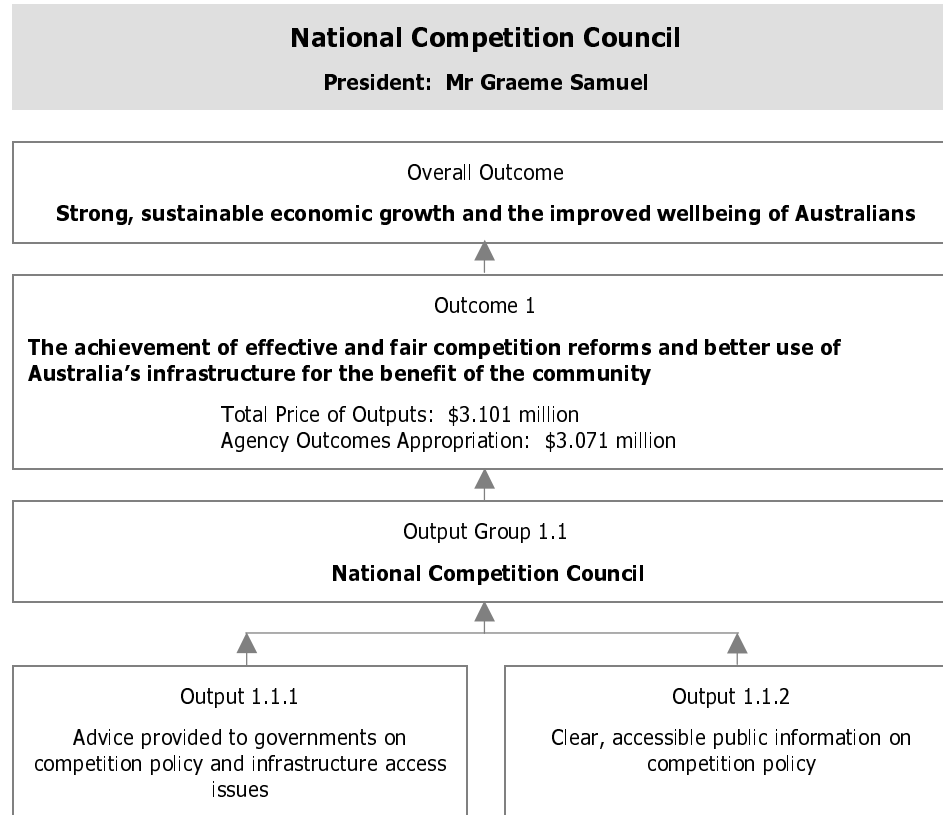 National Competition Council
President: Mr Graeme Samuel
Overall Outcome
Strong, sustainable economic growth and the improved wellbeing of Australians
Outcome 1
The achievement of effective and fair competition reforms and better use of
Australia’s infrastructure for the benefit of the community
Total Price of Outputs: $3.101 million
Agency Outcomes Appropriation: $3.071 million
Output Group 1.1
National Competition Council
Output 1.1.1
Advice provided to governments on
competition policy and infrastructure access
issues
Output 1.1.2
Clear, accessible public information on
competition policy